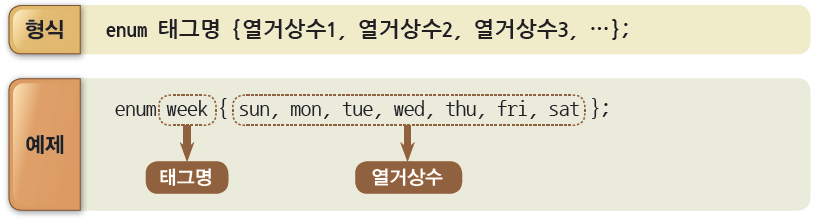 형식 enum 태그명 {열거상수1, 열거상수2, 열거상수3, …};
예제 enum week { sun, mon, tue, wed, thu, fri, sat };
태그명 열거상수